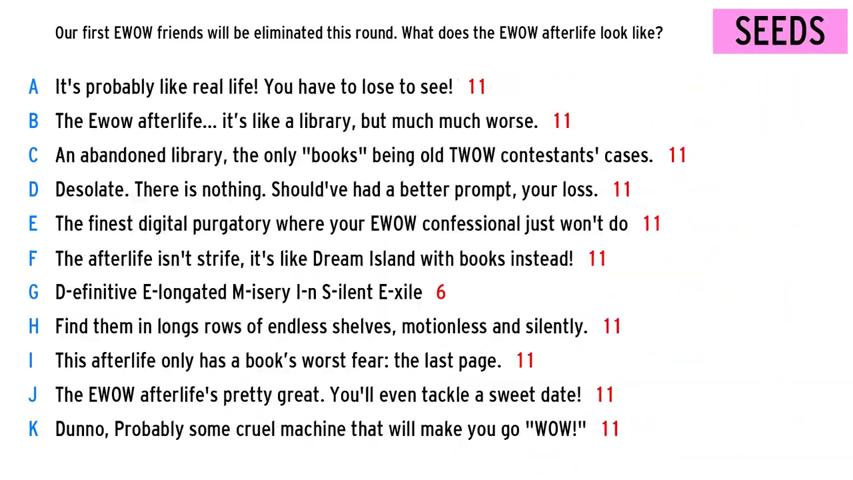 Our first EWOW friends will be eliminated this round. What does the EWOW afterlife look like?
SEEDS
A It's probably like real life! You have to lose to see! 11
B The Ewow afterlife... it’s like a library, but much much worse. 11
C An abandoned library, the only "books" being old TWOW contestants' cases. 11
D Desolate. There is nothing. Should've had a better prompt, your loss. 11
E The finest digital purgatory where your EWOW confessional just won't do 11
F The afterlife isn't strife, it's like Dream Island with books instead! 11
G D-efinitive E-longated M-isery I-n S-ilent E-xile 6
H Find them in longs rows of endless shelves, motionless and silently. 11
I This afterlife only has a book’s worst fear: the last page. 11
J The EWOW afterlife's pretty great. You'll even tackle a sweet date! 11
K Dunno, Probably some cruel machine that will make you go "WOW!" 11